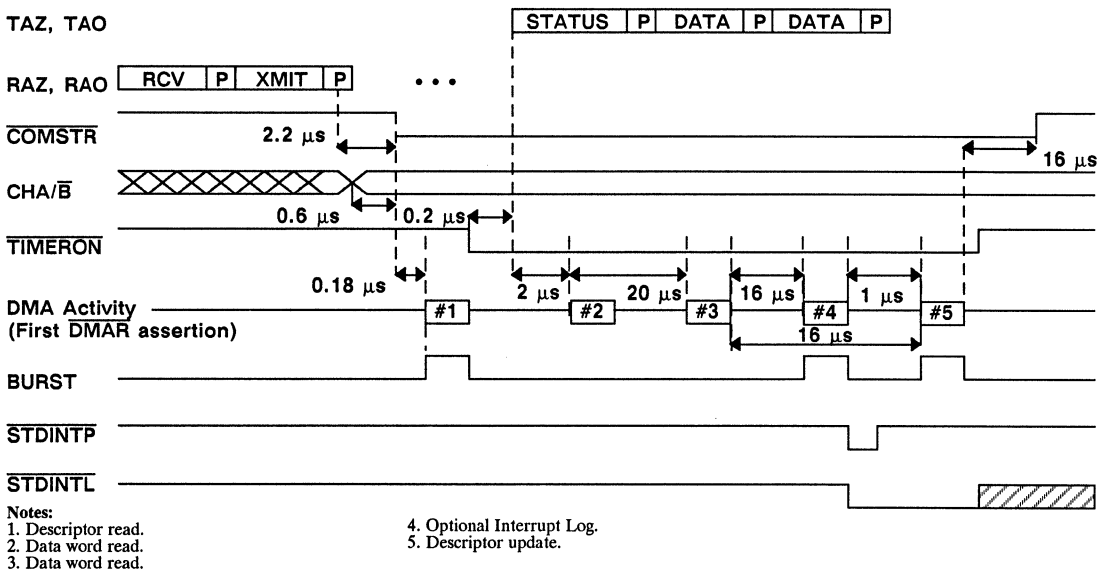 TAZ, TAO STATUS P DATA P DATA P
RAZ, RAO RCV P XMIT P • • •
COMSTR 2.2 µs 16 µs
CHA/B
0.6 µs 0.2 µs
TIMERON
0.18 µs 2 µs 20 µs 16 µs 1 µs
DMA Activity #1 #2 #3 #4 #5
(First DMAR assertion) 16 µs
BURST
STDINTP
STDINTL
Notes:
1. Descriptor read.
2. Data word read.
3. Data word read.
4. Optional Interrupt Log.
5. Descriptor update.